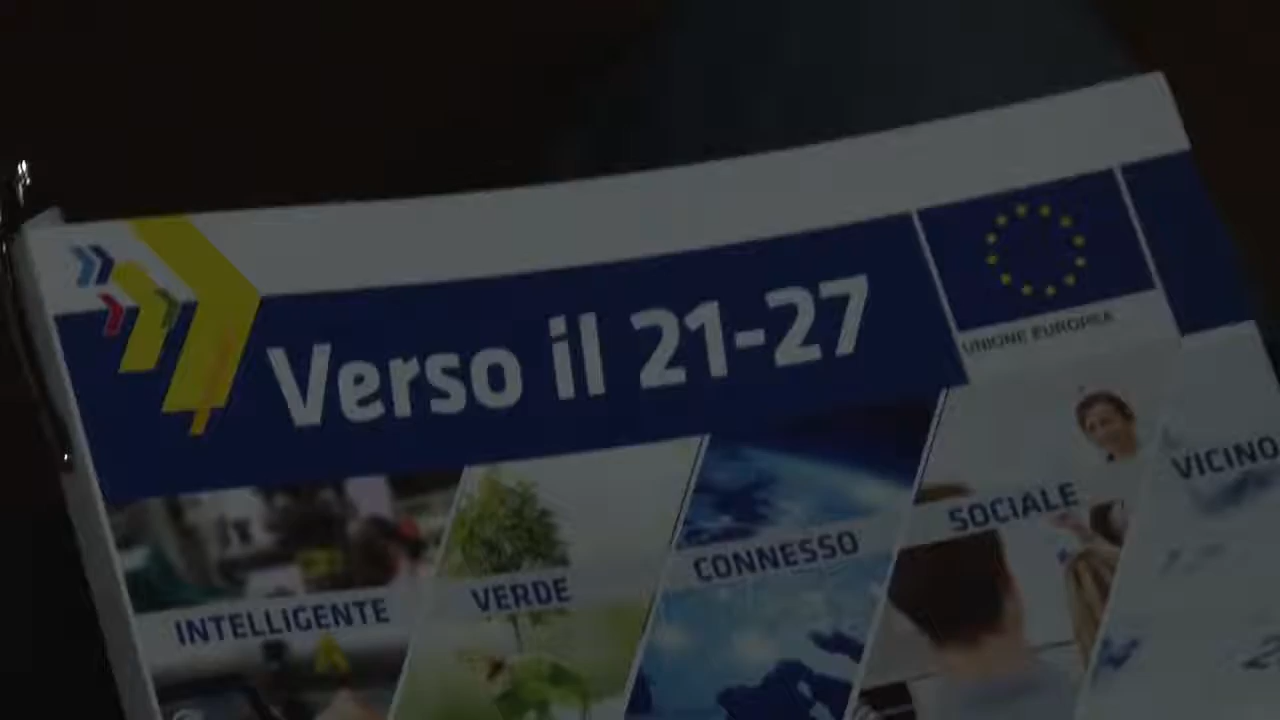 Verso il 21-27
UNIONE EUROPEA
INTELLIGENTE
VERDE
CONNESSO
SOCIALE
VICINO